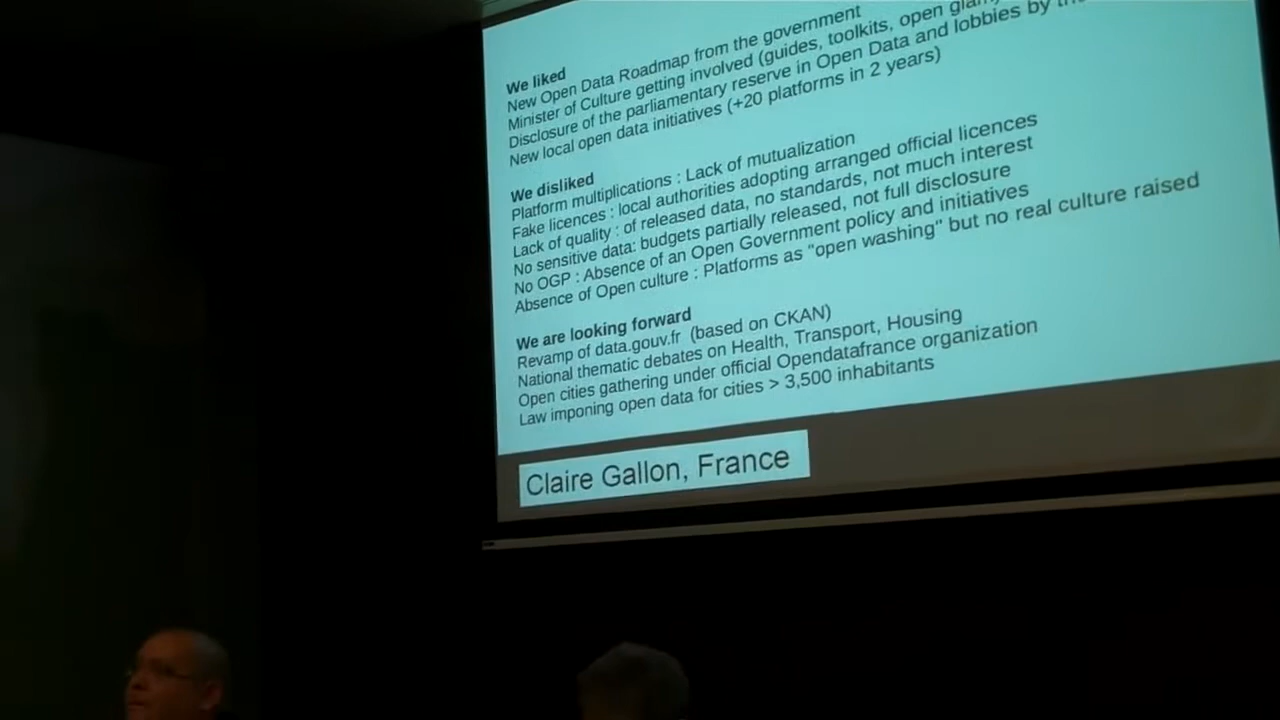 We liked
New Open Data Roadmap from the government
Minister of Culture getting involved (guides, toolkits, open glam)
Disclosure of the parliamentary reserve in Open Data and lobbies by
New local open data initiatives (+20 platforms in 2 years)
We disliked
Platform multiplications : Lack of mutualization
Fake licences : local authorities adopting arranged official licences
Lack of quality : of released data, no standards, not much interest
No sensitive data: budgets partially released, not full disclosure
No OGP : Absence of an Open Government policy and initiatives
Absence of Open culture : Platforms as "open washing" but no real culture raised
We are looking forward
Revamp of data.gouv.fr (based on CKAN)
National thematic debates on Health, Transport, Housing
Open cities gathering under official Opendatafrance organization
Law imponing open data for cities > 3,500 inhabitants
Claire Gallon, France